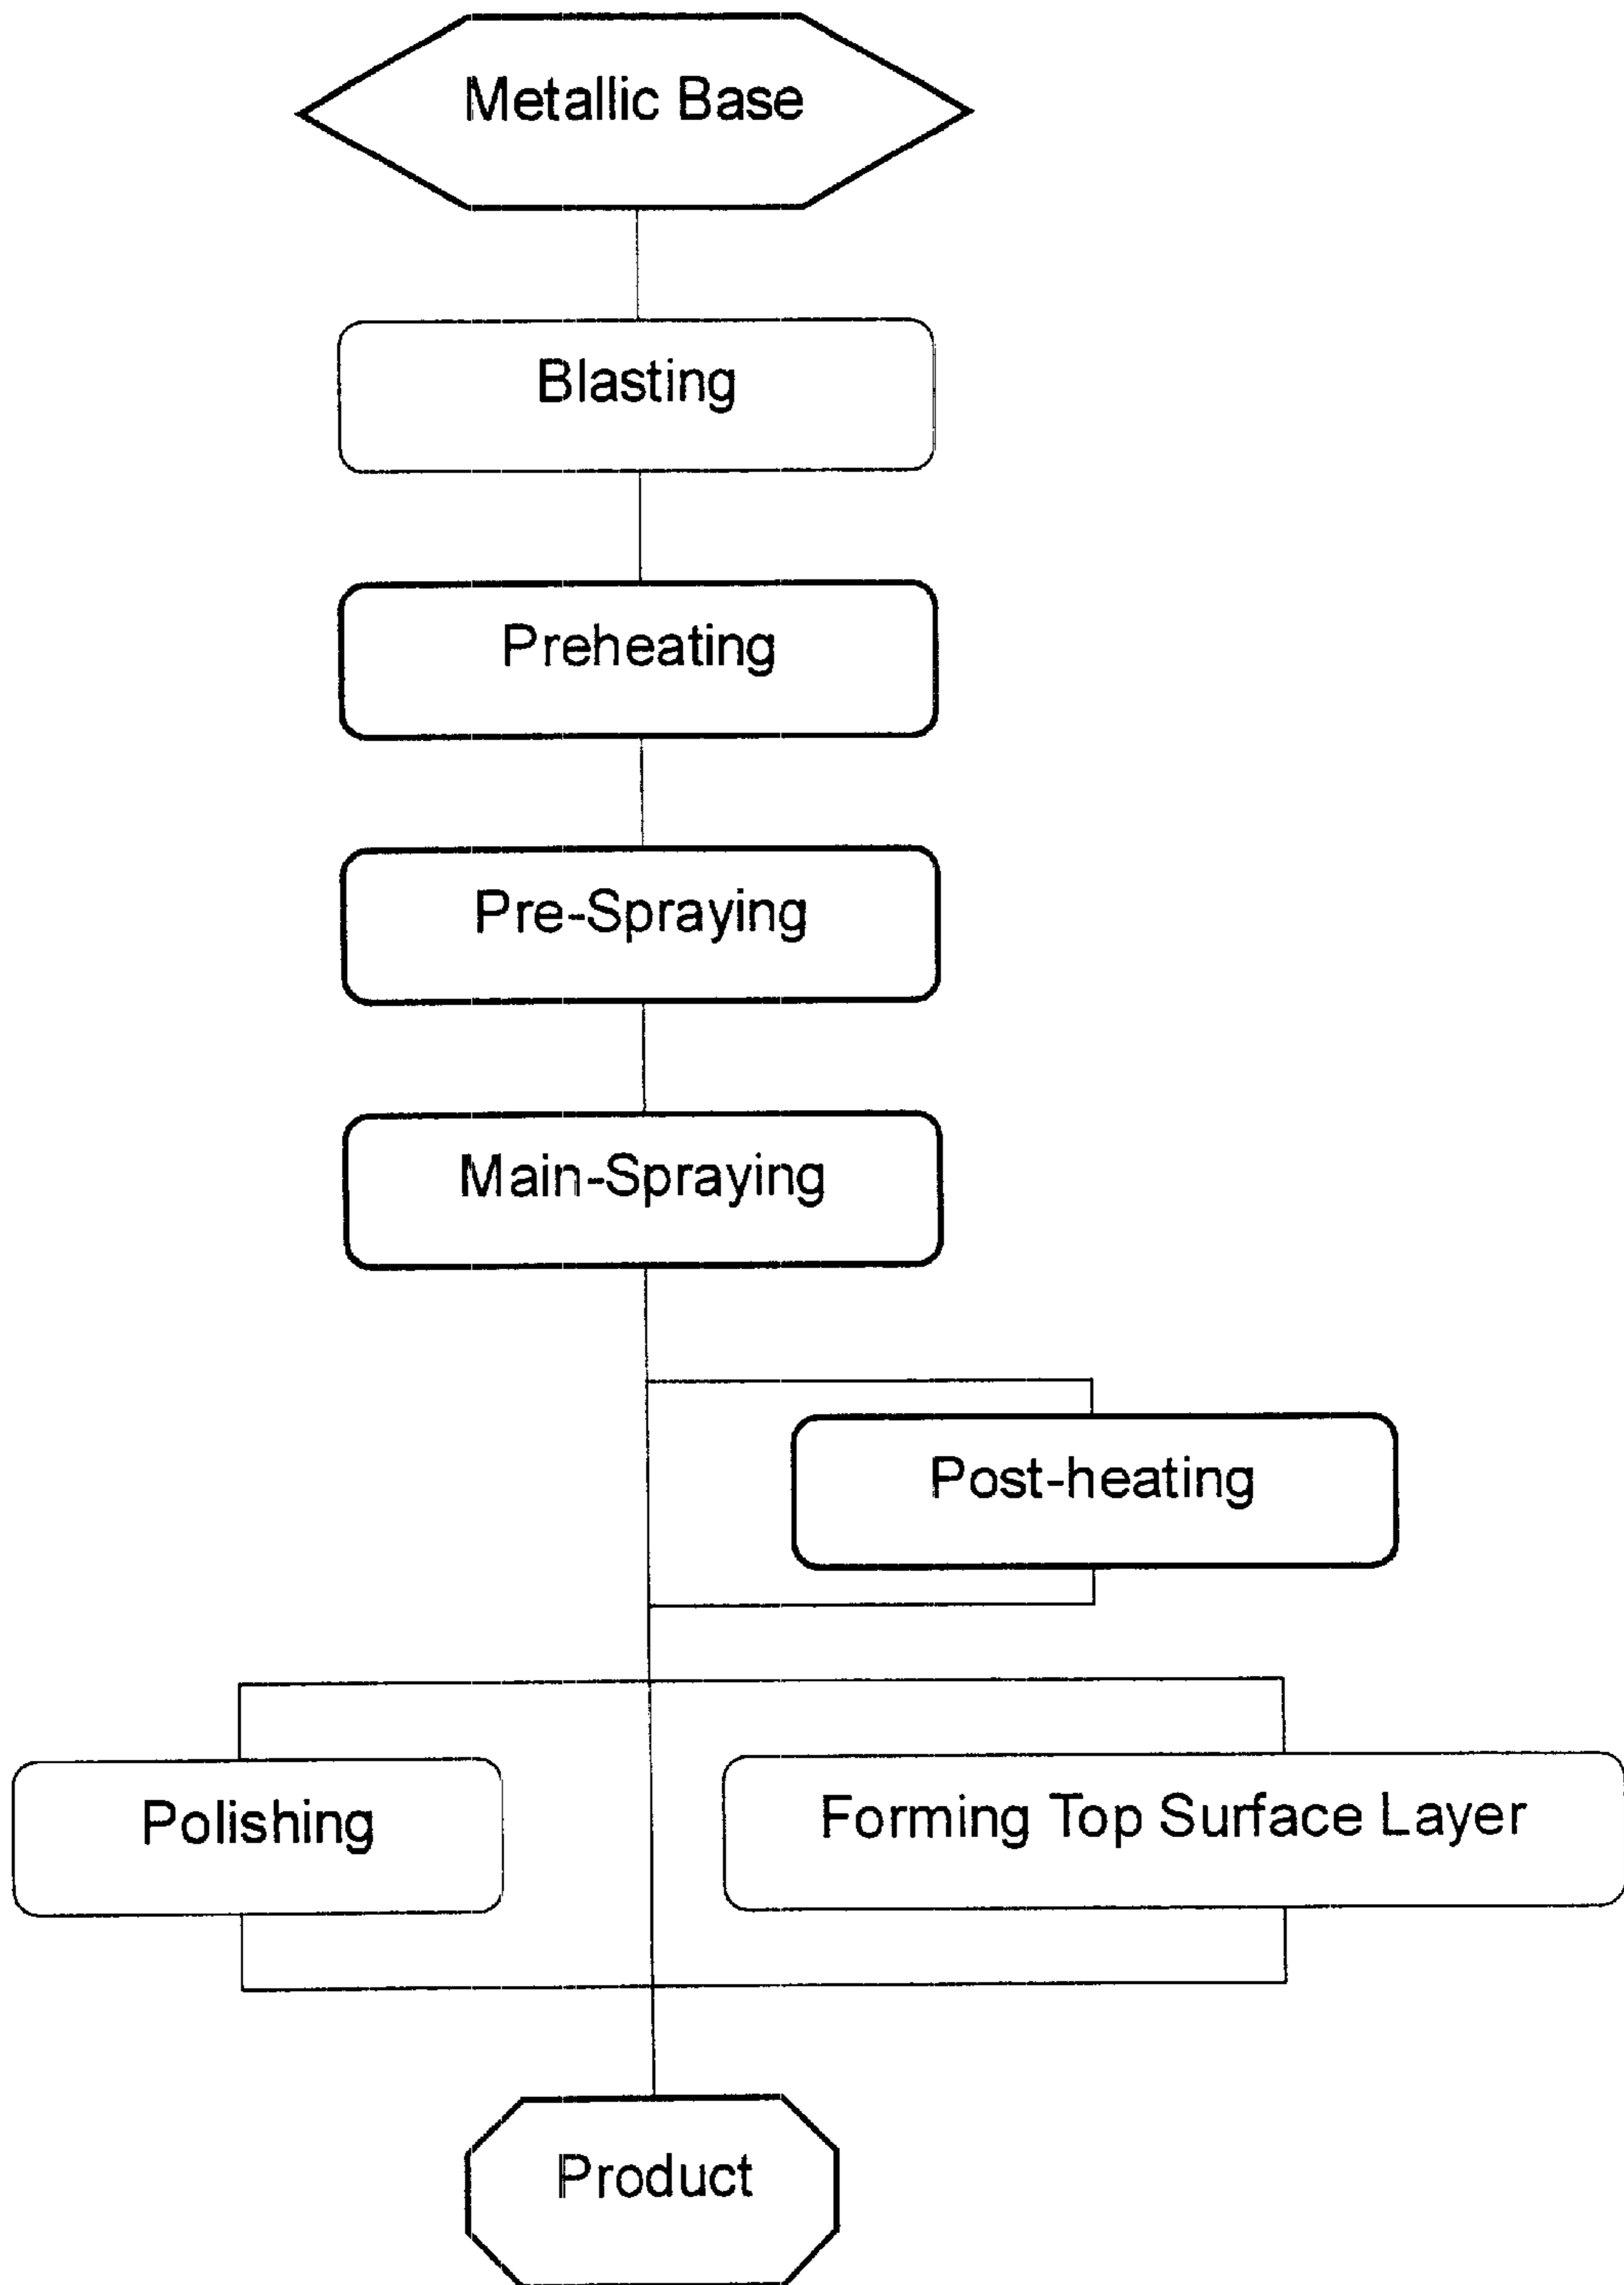 Metallic Base
Blasting
Preheating
Pre-Spraying
Main-Spraying
Post-heating
Polishing
Forming Top Surface Layer
Product